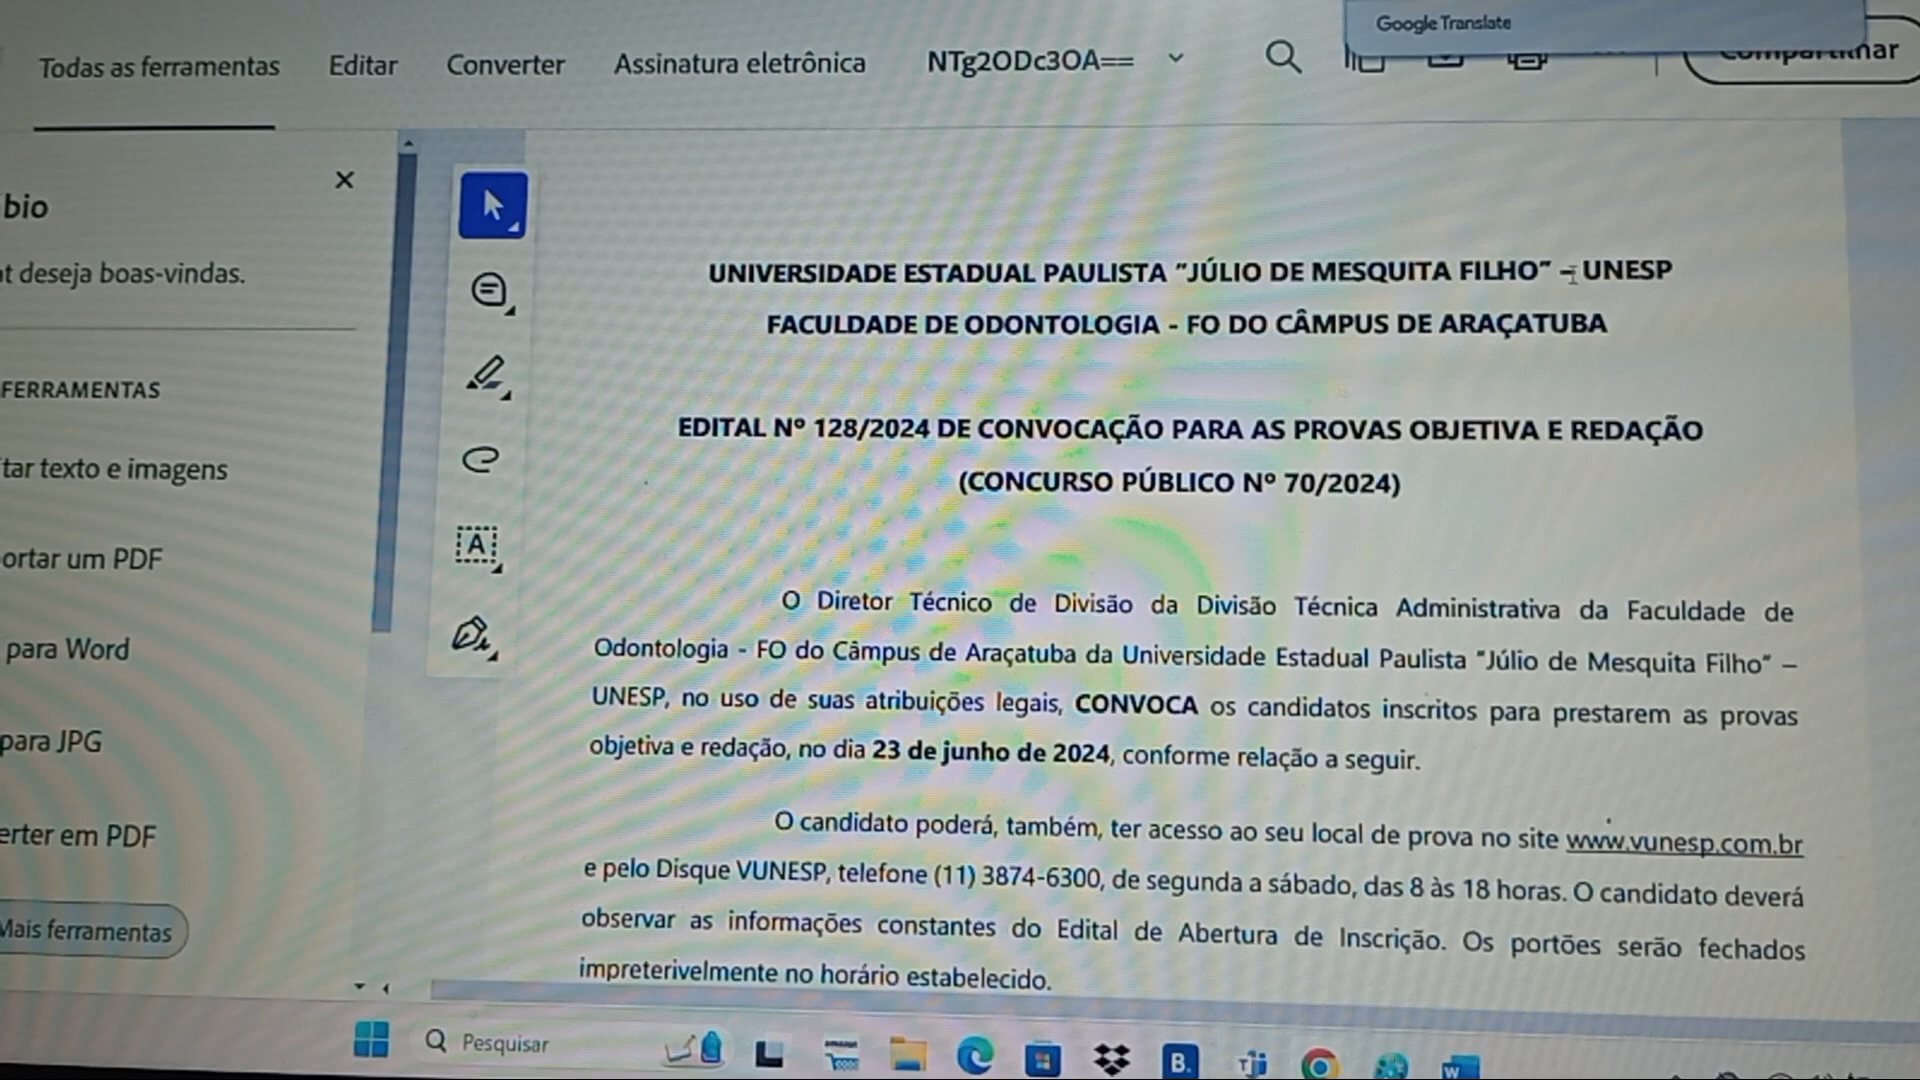 Google Translate
Todas as ferramentas Editar Converter Assinatura eletrônica NTg2ODc3OA== Compartilhar
bio
deseja boas-vindas.
FERRAMENTAS
tar texto e imagens
ortar um PDF
para Word
para JPG
erter em PDF
Mais ferramentas
A
UNIVERSIDADE ESTADUAL PAULISTA "JÚLIO DE MESQUITA FILHO" – UNESP
FACULDADE DE ODONTOLOGIA - FO DO CÂMPUS DE ARAÇATUBA
EDITAL Nº 128/2024 DE CONVOCAÇÃO PARA AS PROVAS OBJETIVA E REDAÇÃO
(CONCURSO PÚBLICO Nº 70/2024)
O Diretor Técnico de Divisão da Divisão Técnica Administrativa da Faculdade de
Odontologia - FO do Câmpus de Araçatuba da Universidade Estadual Paulista "Júlio de Mesquita Filho" –
UNESP, no uso de suas atribuições legais, CONVOCA os candidatos inscritos para prestarem as provas
objetiva e redação, no dia 23 de junho de 2024, conforme relação a seguir.
O candidato poderá, também, ter acesso ao seu local de prova no site www.vunesp.com.br
e pelo Disque VUNESP, telefone (11) 3874-6300, de segunda a sábado, das 8 às 18 horas. O candidato deverá
observar as informações constantes do Edital de Abertura de Inscrição. Os portões serão fechados
impreterivelmente no horário estabelecido.
Pesquisar
B.
W